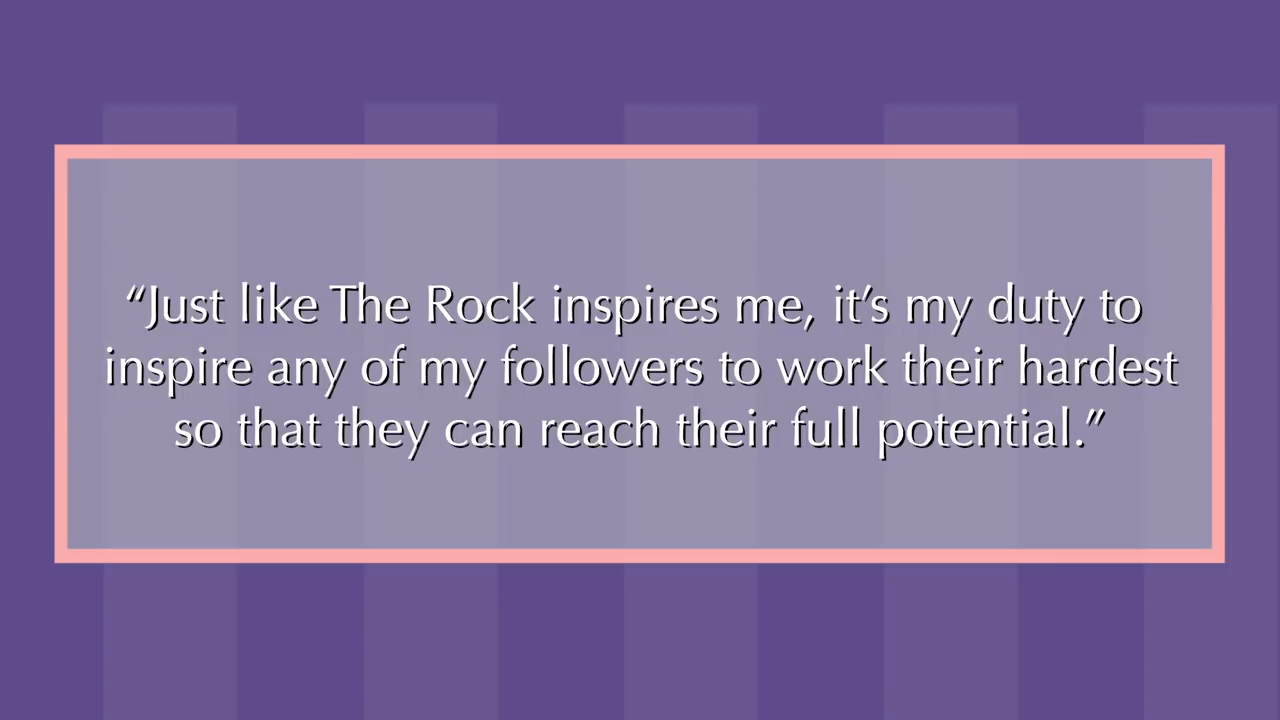 “Just like The Rock inspires me, it’s my duty to
inspire any of my followers to work their hardest
so that they can reach their full potential.”